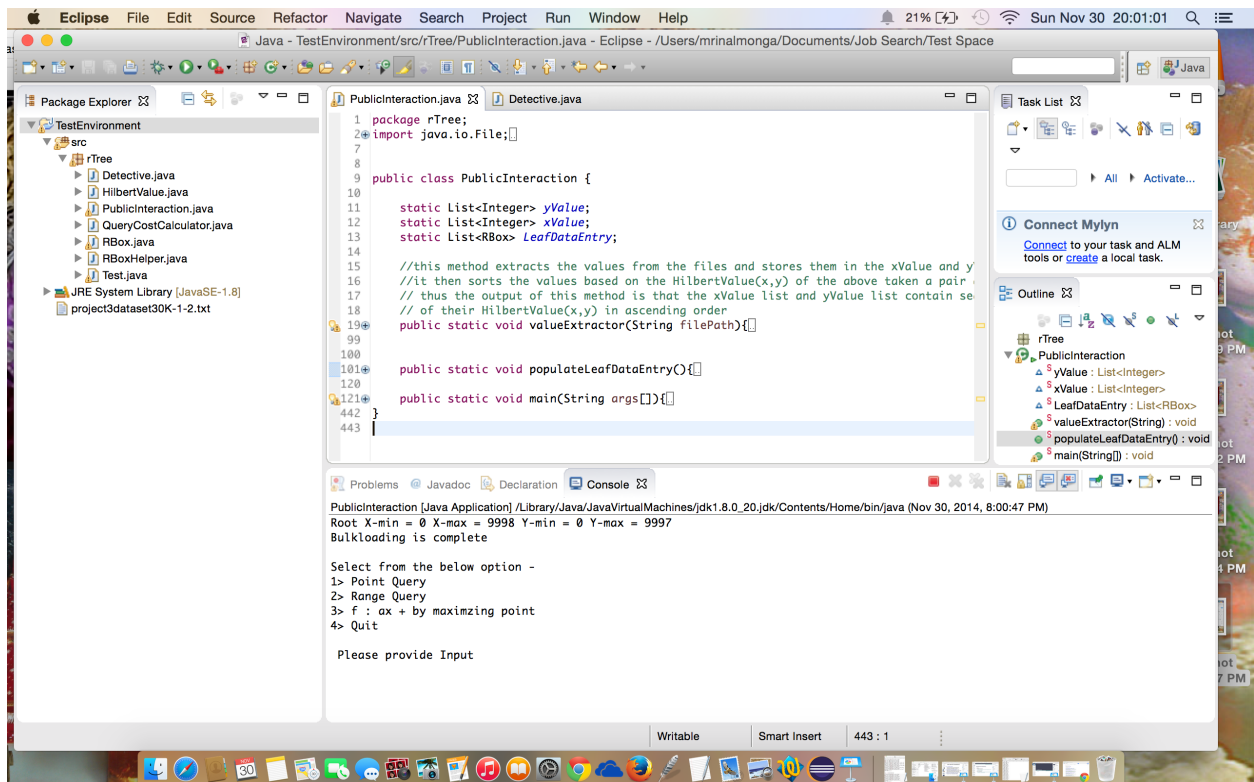 Eclipse File Edit Source Refactor Navigate Search Project Run Window Help 21% Sun Nov 30 20:01:01
Java - TestEnvironment/src/rTree/PublicInteraction.java - Eclipse - /Users/mrinalmonga/Documents/Job Search/Test Space
Java
Package Explorer
TestEnvironment
src
rTree
Detective.java
HilbertValue.java
PublicInteraction.java
QueryCostCalculator.java
RBox.java
RBoxHelper.java
Test.java
JRE System Library [JavaSE-1.8]
project3dataset30K-1-2.txt
PublicInteraction.java Detective.java
1 package rTree;
2 import java.io.File;
7
8
9 public class PublicInteraction {
10
11 static List<Integer> yValue;
12 static List<Integer> xValue;
13 static List<RBox> LeafDataEntry;
14
15 //this method extracts the values from the files and stores them in the xValue and y
16 //it then sorts the values based on the HilbertValue(x,y) of the above taken a pair
17 // thus the output of this method is that the xValue list and yValue list contain se
18 // of their HilbertValue(x,y) in ascending order
19 public static void valueExtractor(String filePath){
99
100
101 public static void populateLeafDataEntry(){
120
121 public static void main(String args[]){
442 }
443
Task List
All Activate...
Connect Mylyn
Connect to your task and ALM
tools or create a local task.
Outline
rTree
PublicInteraction
yValue : List<Integer>
xValue : List<Integer>
LeafDataEntry : List<RBox>
valueExtractor(String) : void
populateLeafDataEntry() : void
main(String[]) : void
Problems Javadoc Declaration Console
PublicInteraction [Java Application] /Library/Java/JavaVirtualMachines/jdk1.8.0_20.jdk/Contents/Home/bin/java (Nov 30, 2014, 8:00:47 PM)
Root X-min = 0 X-max = 9998 Y-min = 0 Y-max = 9997
Bulkloading is complete
Select from the below option -
1> Point Query
2> Range Query
3> f : ax + by maximzing point
4> Quit
Please provide Input
Writable Smart Insert 443 : 1
NOV
30